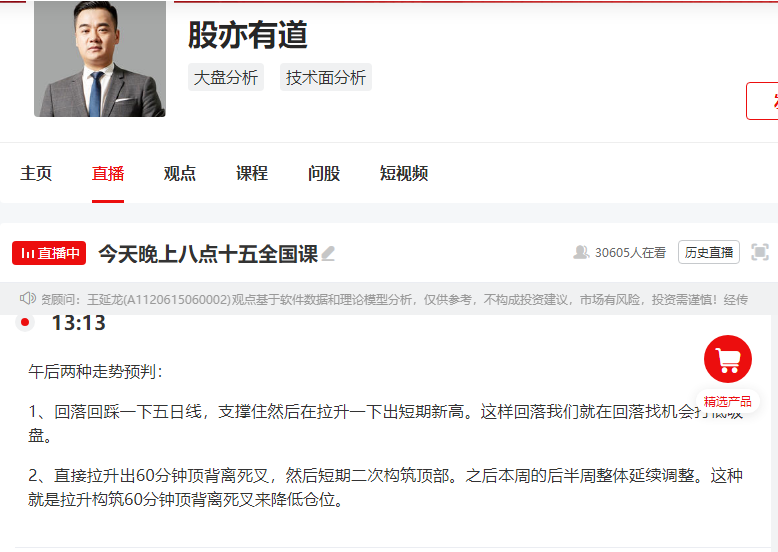 股亦有道
大盘分析 技术面分析
主页 直播 观点 课程 问股 短视频
直播中 今天晚上八点十五全国课 30605人在看 历史直播
资顾问：王延龙(A1120615060002)观点基于软件数据和理论模型分析，仅供参考，不构成投资建议，市场有风险，投资需谨慎！经传
13:13
午后两种走势预判：
1、回落回踩一下五日线，支撑住然后在拉升一下出短期新高。这样回落我们就在回落找机会打低吸
盘。
精选产品
2、直接拉升出60分钟顶背离死叉，然后短期二次构筑顶部。之后本周的后半周整体延续调整。这种
就是拉升构筑60分钟顶背离死叉来降低仓位。